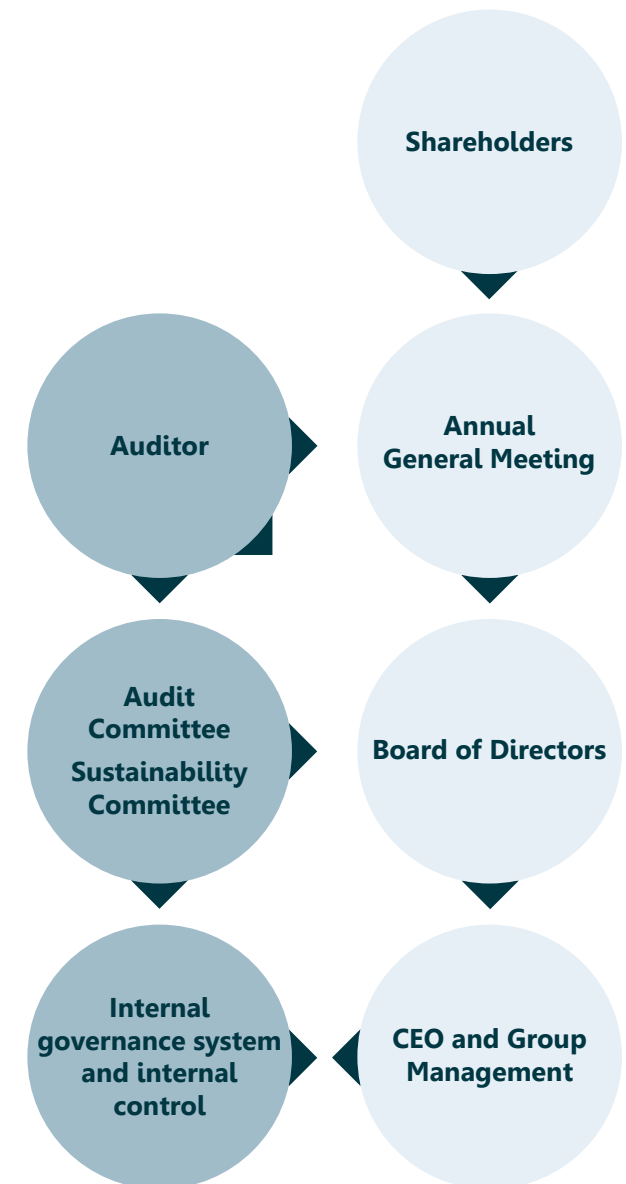 Shareholders
Auditor
Annual
General Meeting
Audit
Committee
Sustainability
Committee
Board of Directors
Internal
governance system
and internal
control
CEO and Group
Management